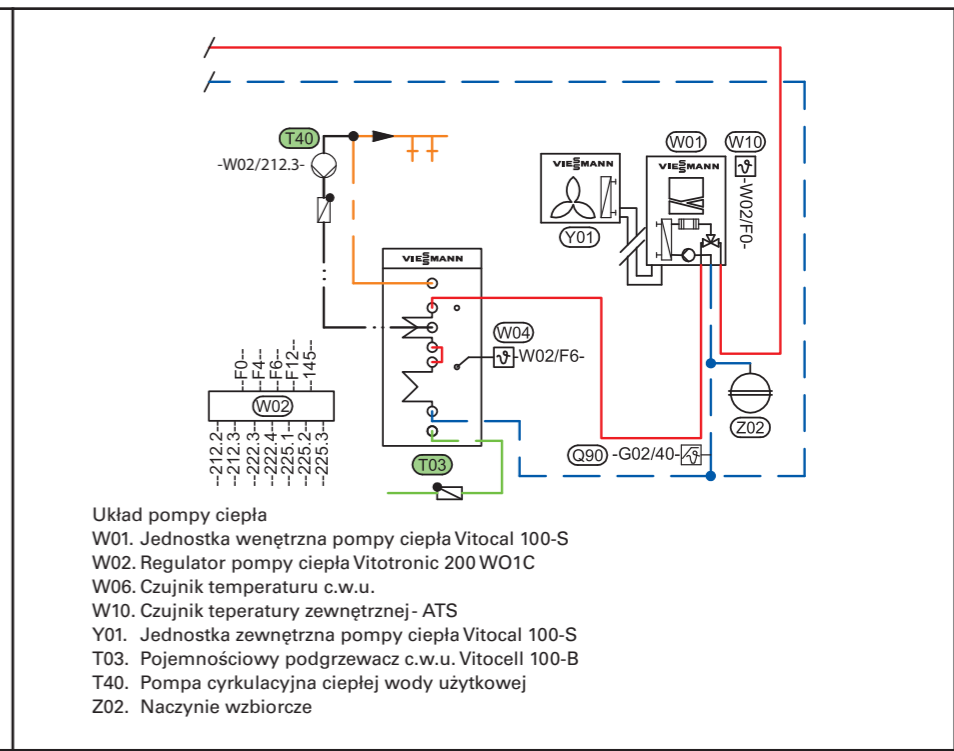 T40
-W02/212.3-
W01
W10
VIESSMANN
VIESSMANN
-W02/F0-
Y01
VIESSMANN
W04
-W02/F6-
--F0--
--F4--
--F6--
--F12--
--145--
W02
--212.2--
--212.3--
--222.3--
--222.4--
--225.1--
--225.2--
--225.3--
Z02
T03
Q90 -G02/40-
Układ pompy ciepła
W01. Jednostka wenętrzna pompy ciepła Vitocal 100-S
W02. Regulator pompy ciepła Vitotronic 200 WO1C
W06. Czujnik temperaturu c.w.u.
W10. Czujnik teperatury zewnętrznej - ATS
Y01. Jednostka zewnętrzna pompy ciepła Vitocal 100-S
T03. Pojemnościowy podgrzewacz c.w.u. Vitocell 100-B
T40. Pompa cyrkulacyjna ciepłej wody użytkowej
Z02. Naczynie wzbiorcze